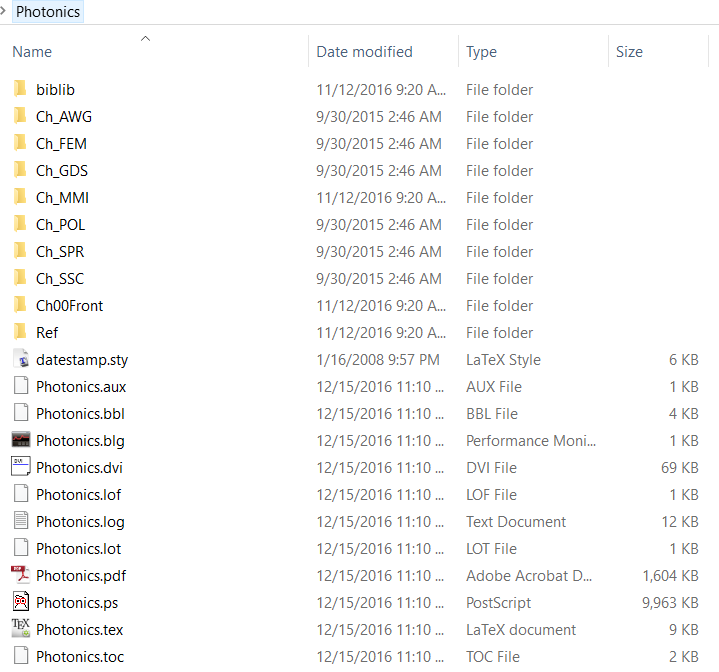 Photonics
Name Date modified Type Size
biblib 11/12/2016 9:20 A... File folder
Ch_AWG 9/30/2015 2:46 AM File folder
Ch_FEM 9/30/2015 2:46 AM File folder
Ch_GDS 9/30/2015 2:46 AM File folder
Ch_MMI 11/12/2016 9:20 A... File folder
Ch_POL 9/30/2015 2:46 AM File folder
Ch_SPR 9/30/2015 2:46 AM File folder
Ch_SSC 9/30/2015 2:46 AM File folder
Ch00Front 11/12/2016 9:20 A... File folder
Ref 11/12/2016 9:20 A... File folder
datestamp.sty 1/16/2008 9:57 PM LaTeX Style 6 KB
Photonics.aux 12/15/2016 11:10 ... AUX File 1 KB
Photonics.bbl 12/15/2016 11:10 ... BBL File 4 KB
Photonics.blg 12/15/2016 11:10 ... Performance Moni... 1 KB
Photonics.dvi 12/15/2016 11:10 ... DVI File 69 KB
Photonics.lof 12/15/2016 11:10 ... LOF File 1 KB
Photonics.log 12/15/2016 11:10 ... Text Document 12 KB
Photonics.lot 12/15/2016 11:10 ... LOT File 1 KB
Photonics.pdf 12/15/2016 11:10 ... Adobe Acrobat D... 1,604 KB
Photonics.ps 12/15/2016 11:10 ... PostScript 9,963 KB
Photonics.tex 12/15/2016 11:10 ... LaTeX document 9 KB
Photonics.toc 12/15/2016 11:10 ... TOC File 2 KB